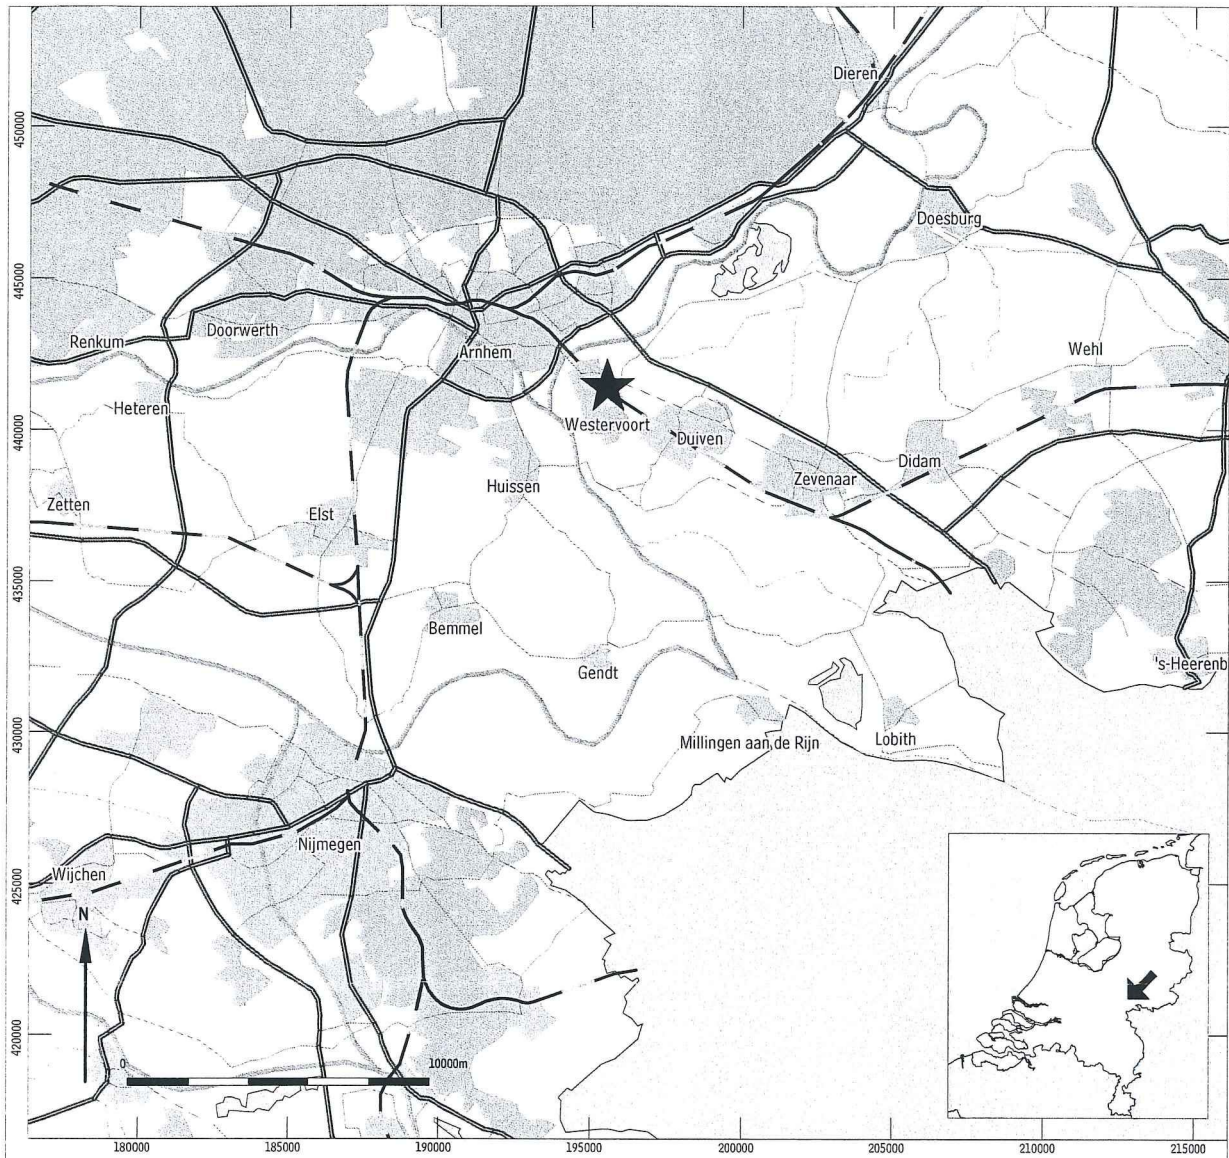 Dieren
450000
Doesburg
445000
Renkum
Doorwerth
Arnhem
Wehl
Heteren
440000
Westervoort
Duiven
Didam
Zevenaar
Huissen
Zetten
Elst
435000
Bemmel
Gendt
's-Heerenb
430000
Millingen aan de Rijn
Lobith
Nijmegen
Wijchen
425000
N
420000
0
10000m
180000
185000
190000
195000
200000
205000
210000
215000